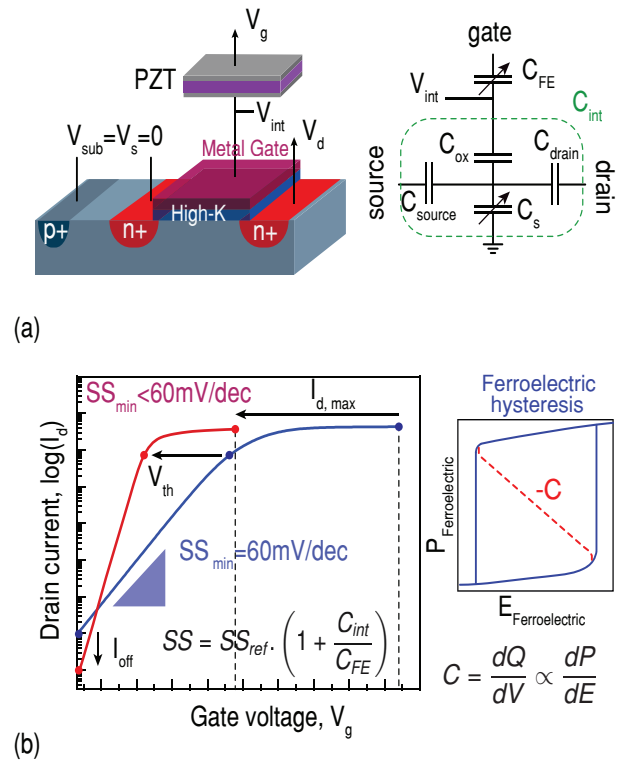 V_g
PZT
V_int
V_sub=V_s=0
V_d
Metal Gate
High-K
p+
n+
n+
gate
C_FE
V_int
C_int
C_ox
C_drain
source
drain
C_source
C_s
(a)
SS_min<60mV/dec
I_d, max
V_th
SS_min=60mV/dec
I_off
SS = SS_ref. (1 + C_int/C_FE)
Drain current, log(I_d)
Gate voltage, V_g
Ferroelectric
hysteresis
-C
P_Ferroelectric
E_Ferroelectric
C = dQ/dV ∝ dP/dE
(b)